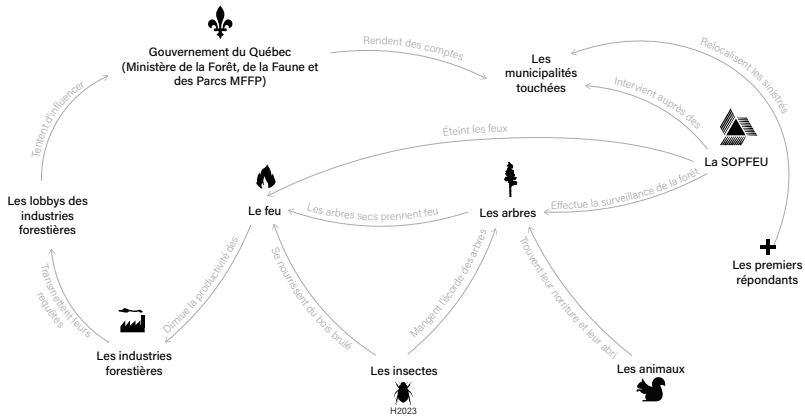 Gouvernement du Québec
(Ministère de la Forêt, de la Faune et
des Parcs MFFP)
Rendent des comptes
Les
municipalités
touchées
Relocalisent les sinistrés
Intervient auprès des
Tentent d'influencer
Éteint les feux
La SOPFEU
Les lobbys des
industries
forestières
Le feu
Les arbres secs prennent feu
Les arbres
Effectue la surveillance de la forêt
Les premiers
répondants
Transmettent leurs
requêtes
Dimiue la productivité des
Se nourrissent du bois brulé
Mangent l'écorde des arbres
Trouvent leur norriture et leur abri
Les industries
forestières
Les insectes
Les animaux
H2023